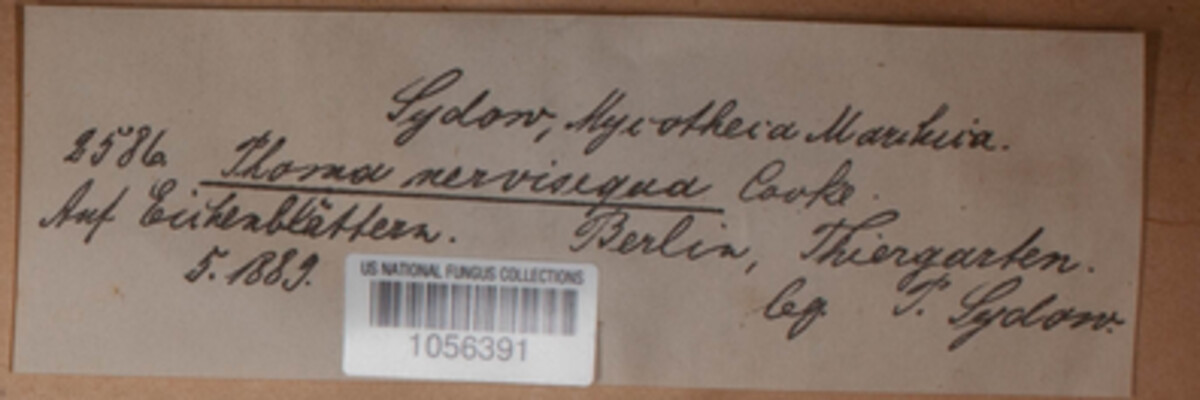 Sydow, Mycotheca Marchica.
2586. Phoma nervisequa Cooke.
Auf Eichenblättern. Berlin, Thiergarten.
5. 1889. leg. P. Sydow.
US NATIONAL FUNGUS COLLECTIONS
1056391